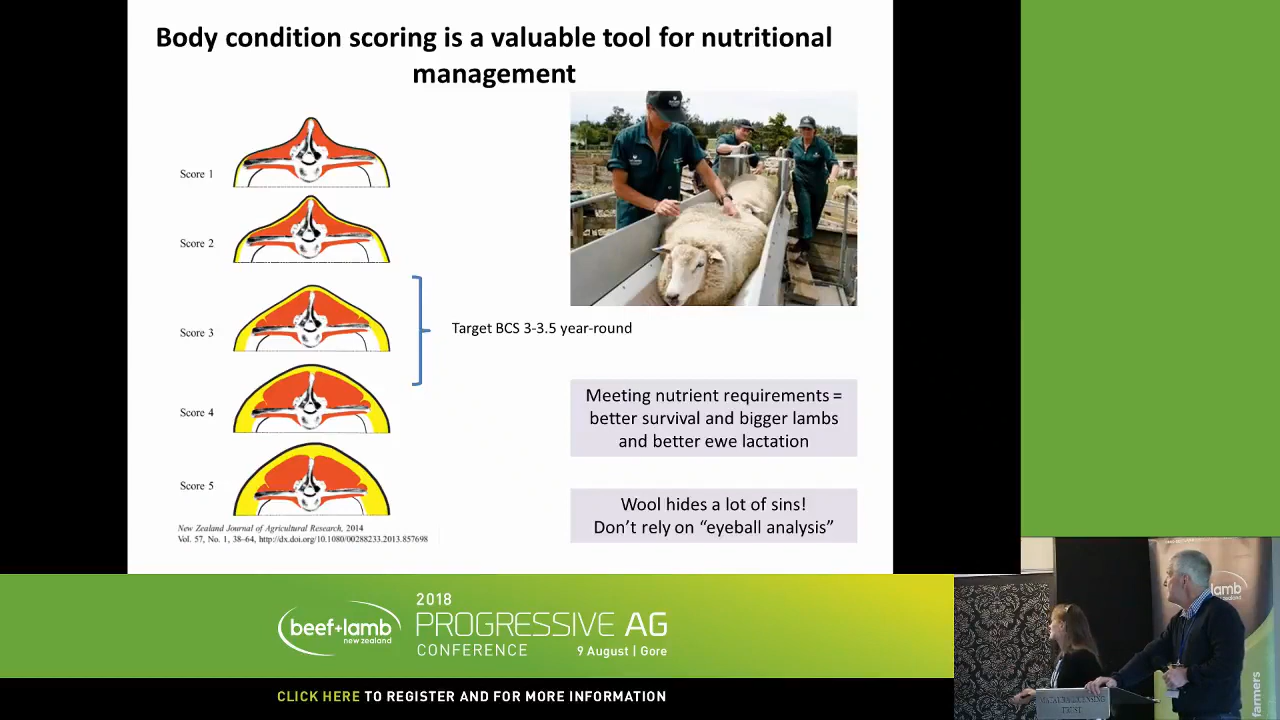 Body condition scoring is a valuable tool for nutritional
management
Score 1
Score 2
Score 3
Target BCS 3-3.5 year-round
Meeting nutrient requirements =
better survival and bigger lambs
and better ewe lactation
Score 4
Score 5
Wool hides a lot of sins!
Don't rely on “eyeball analysis”
New Zealand Journal of Agricultural Research, 2014
Vol. 57, No. 1, 38–64, http://dx.doi.org/10.1080/00288233.2013.857698
beef+lamb
new zealand
2018
PROGRESSIVE AG
CONFERENCE
9 August | Gore
CLICK HERE TO REGISTER AND FOR MORE INFORMATION
lamb
farmers